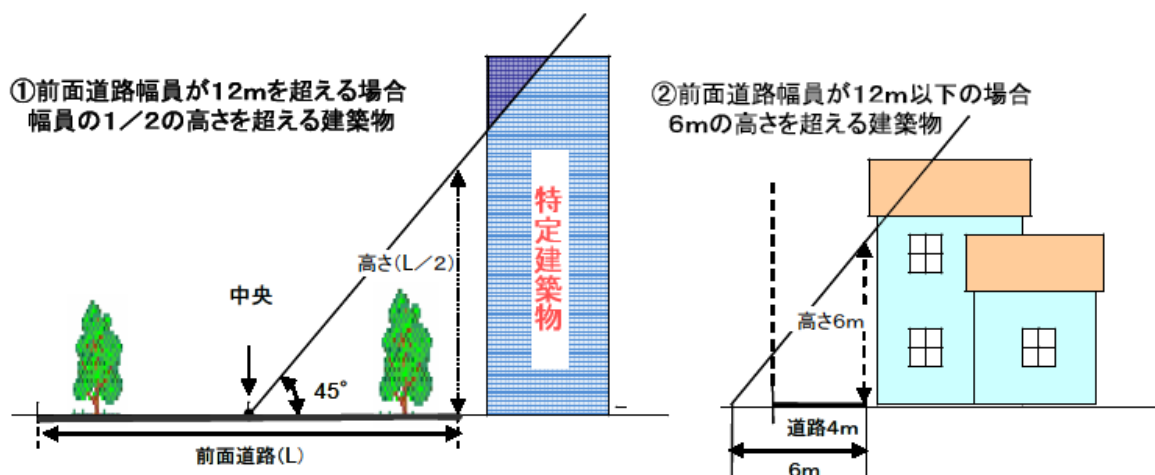 ①前面道路幅員が12mを超える場合
幅員の1／2の高さを超える建築物
中央
高さ(L／2)
45°
前面道路(L)
特定建築物
②前面道路幅員が12m以下の場合
6mの高さを超える建築物
高さ6m
道路4m
6m